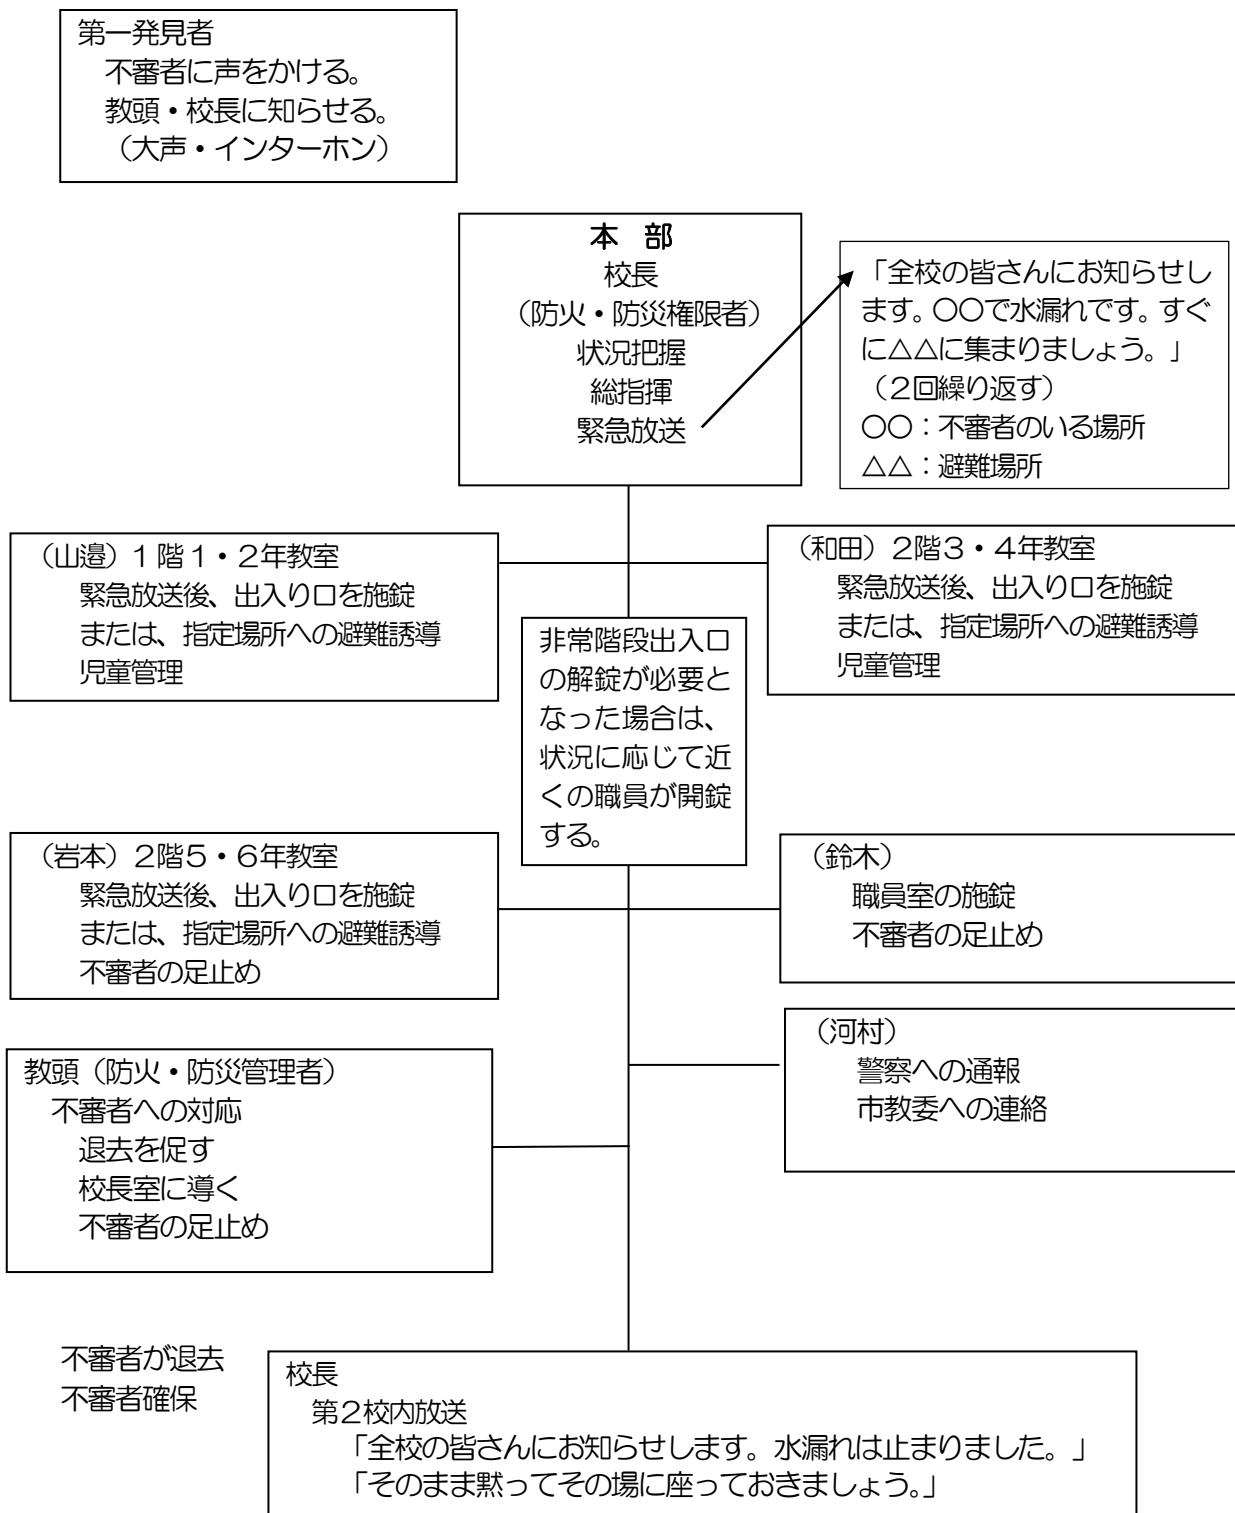 第一発見者
不審者に声をかける。
教頭・校長に知らせる。
（大声・インターホン）
本　部
校長
（防火・防災権限者）
状況把握
総指揮
緊急放送
「全校の皆さんにお知らせし
ます。〇〇で水漏れです。すぐ
に△△に集まりましょう。」
（２回繰り返す）
〇〇：不審者のいる場所
△△：避難場所
（山邉）１階１・２年教室
緊急放送後、出入り口を施錠
または、指定場所への避難誘導
児童管理
（和田）２階３・４年教室
緊急放送後、出入り口を施錠
または、指定場所への避難誘導
児童管理
非常階段出入口
の解錠が必要と
なった場合は、
状況に応じて近
くの職員が開錠
する。
（岩本）２階５・６年教室
緊急放送後、出入り口を施錠
または、指定場所への避難誘導
不審者の足止め
（鈴木）
職員室の施錠
不審者の足止め
（河村）
警察への通報
市教委への連絡
教頭（防火・防災管理者）
不審者への対応
退去を促す
校長室に導く
不審者の足止め
不審者が退去
不審者確保
校長
第２校内放送
「全校の皆さんにお知らせします。水漏れは止まりました。」
「そのまま黙ってその場に座っておきましょう。」